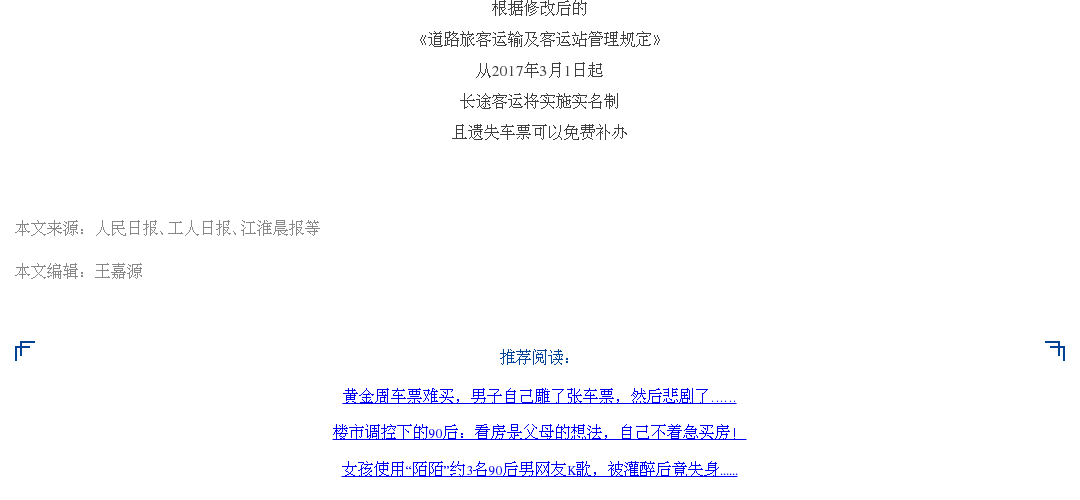 根据修改后的
《道路旅客运输及客运站管理规定》
从2017年3月1日起
长途客运将实施实名制
且遗失车票可以免费补办
本文来源：人民日报、工人日报、江淮晨报等
本文编辑：王嘉源
推荐阅读：
黄金周车票难买，男子自己雕了张车票，然后悲剧了……
楼市调控下的90后：看房是父母的想法，自己不着急买房！
女孩使用“陌陌”约3名90后男网友K歌，被灌醉后竟失身......